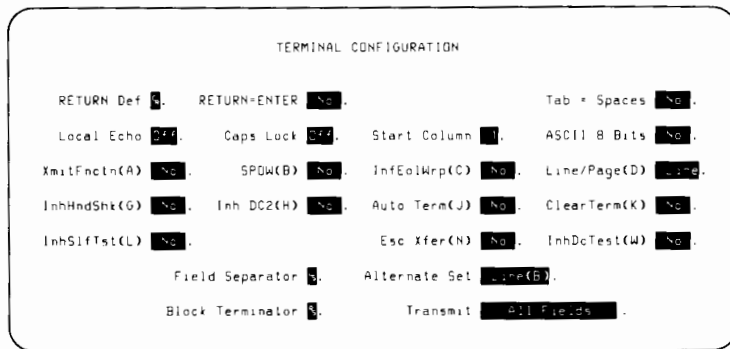 TERMINAL CONFIGURATION
RETURN Def . RETURN=ENTER No . Tab = Spaces No .
Local Echo Off . Caps Lock Off . Start Column 1 . ASCII 8 Bits No .
XmitFnctn(A) No . SPOW(B) No . InhEolWrp(C) No . Line/Page(D) Line .
InhHndShk(G) No . Inh DC2(H) No . Auto Term(J) No . ClearTerm(K) No .
InhSlfTst(L) No . Esc Xfer(N) No . InhDcTest(W) No .
Field Separator . Alternate Set Line(B) .
Block Terminator . Transmit All Fields .